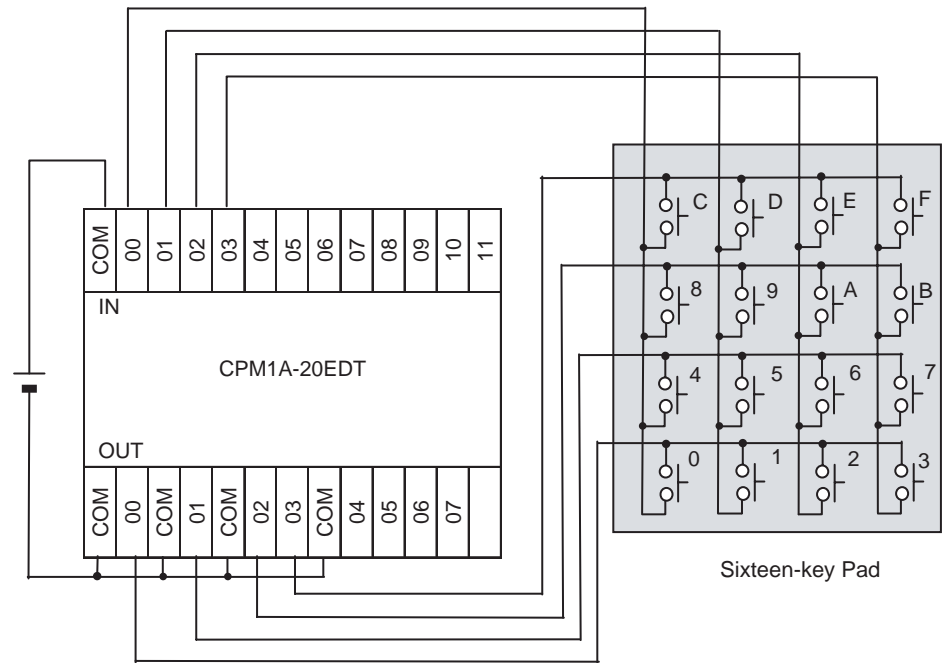 C D E F
COM 00 01 02 03 04 05 06 07 08 09 10 11
8 9 A B
IN
CPM1A-20EDT
4 5 6 7
OUT
0 1 2 3
COM 00 COM 01 COM 02 03 COM 04 05 06 07
Sixteen-key Pad